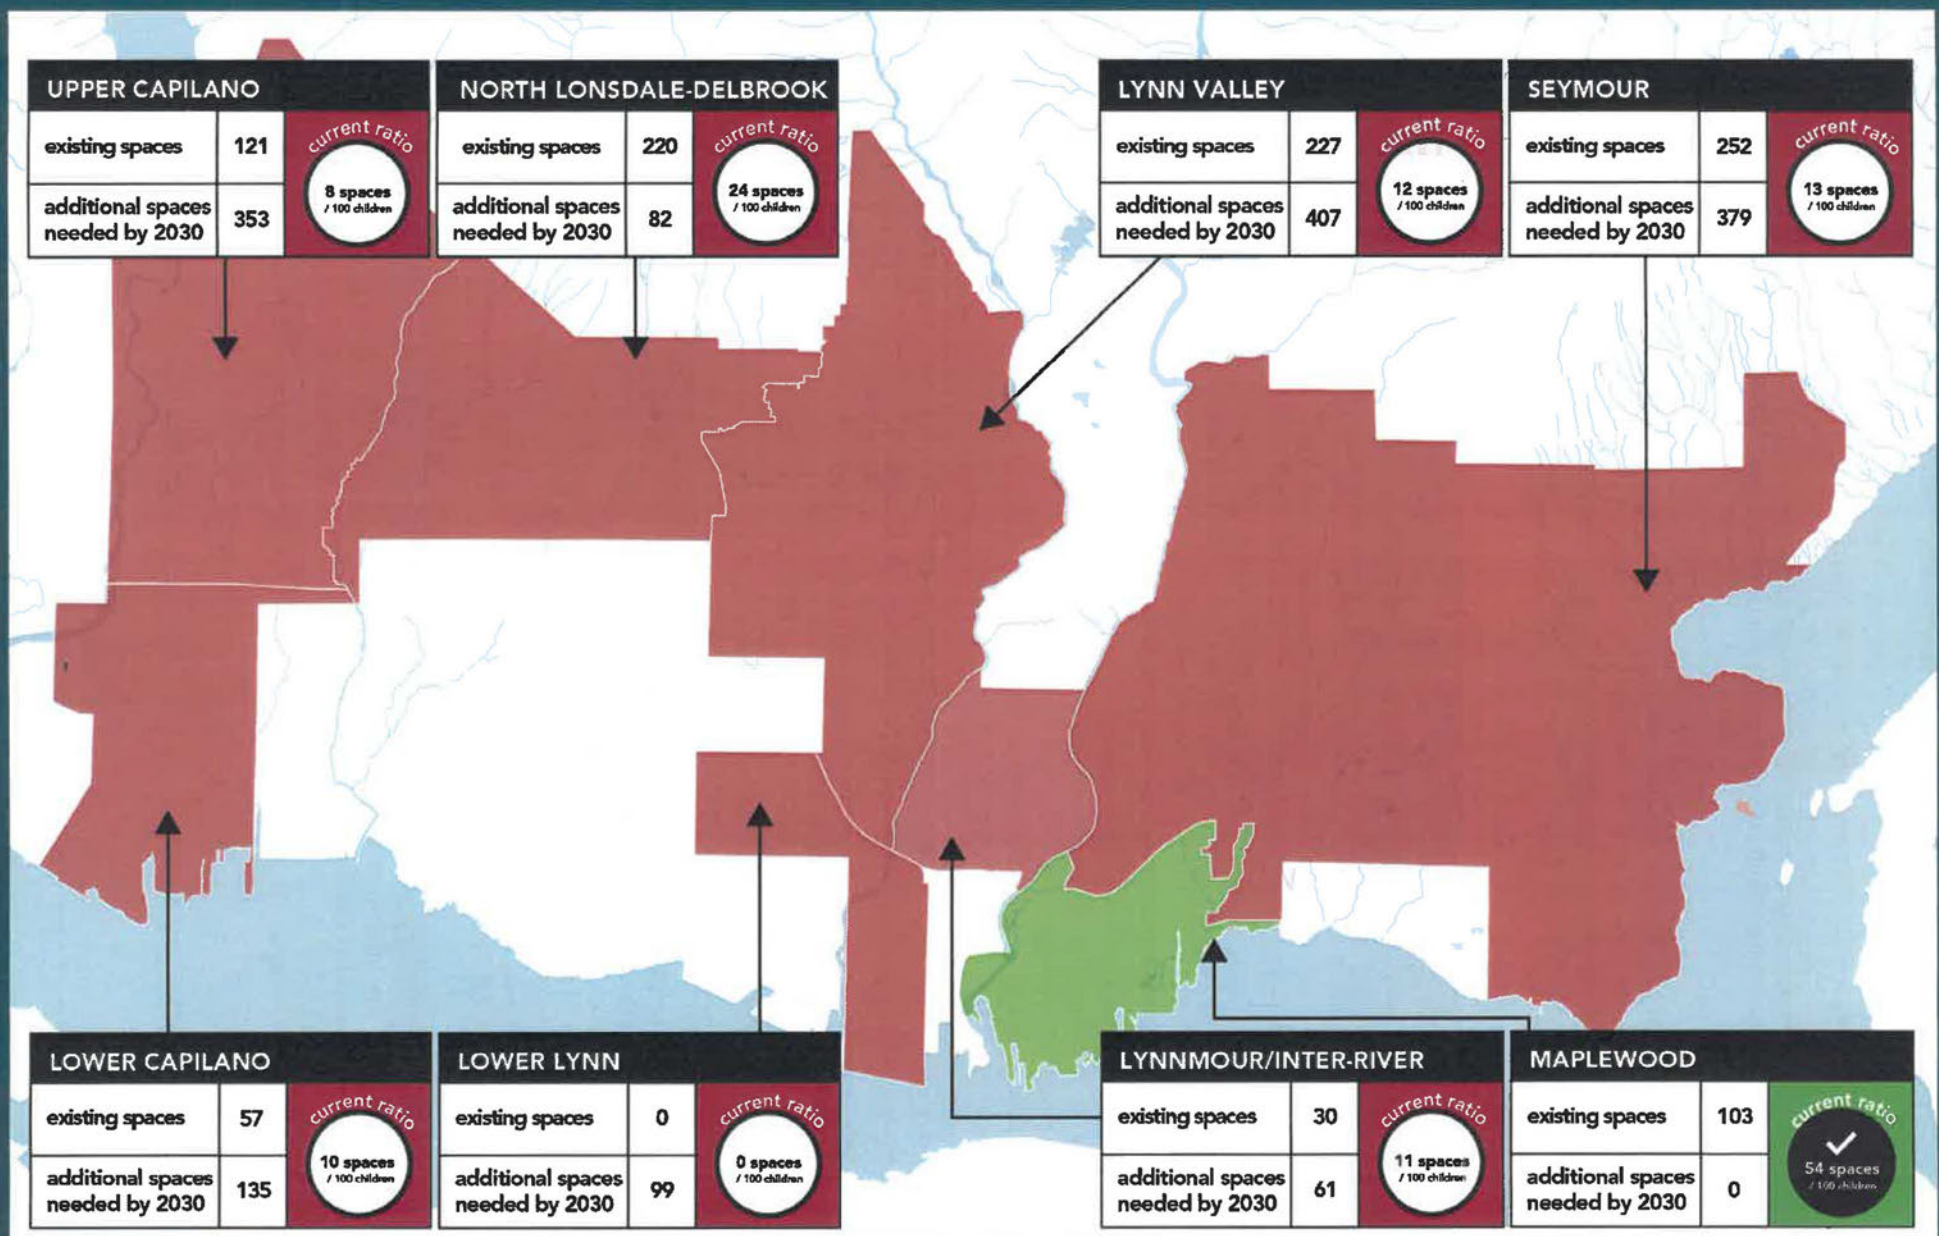 UPPER CAPILANO
existing spaces 121
additional spaces
needed by 2030 353
current ratio
8 spaces
/ 100 children
NORTH LONSDALE-DELBROOK
existing spaces 220
additional spaces
needed by 2030 82
current ratio
24 spaces
/ 100 children
LYNN VALLEY
existing spaces 227
additional spaces
needed by 2030 407
current ratio
12 spaces
/ 100 children
SEYMOUR
existing spaces 252
additional spaces
needed by 2030 379
current ratio
13 spaces
/ 100 children
LOWER CAPILANO
existing spaces 57
additional spaces
needed by 2030 135
current ratio
10 spaces
/ 100 children
LOWER LYNN
existing spaces 0
additional spaces
needed by 2030 99
current ratio
0 spaces
/ 100 children
LYNNMOUR/INTER-RIVER
existing spaces 30
additional spaces
needed by 2030 61
current ratio
11 spaces
/ 100 children
MAPLEWOOD
existing spaces 103
additional spaces
needed by 2030 0
current ratio
54 spaces
/ 100 children